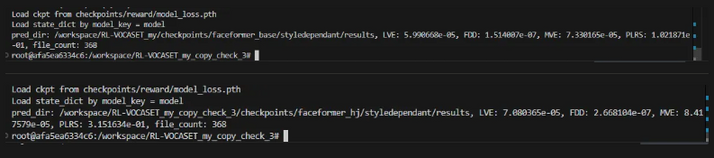 Load ckpt from checkpoints/reward/model_loss.pth
Load state_dict by model_key = model
pred_dir: /workspace/RL-VOCASET_my/checkpoints/faceformer_base/styledependant/results, LVE: 5.990668e-05, FDD: 1.514007e-07, MVE: 7.330165e-05, PLRS: 1.021871e
-01, file_count: 368
root@afa5ea6334c6:/workspace/RL-VOCASET_my_copy_check_3#
Load ckpt from checkpoints/reward/model_loss.pth
Load state_dict by model_key = model
pred_dir: /workspace/RL-VOCASET_my_copy_check_3/checkpoints/faceformer_hj/styledependant/results, LVE: 7.080365e-05, FDD: 2.668104e-07, MVE: 8.41
7579e-05, PLRS: 3.151634e-01, file_count: 368
root@afa5ea6334c6:/workspace/RL-VOCASET_my_copy_check_3#